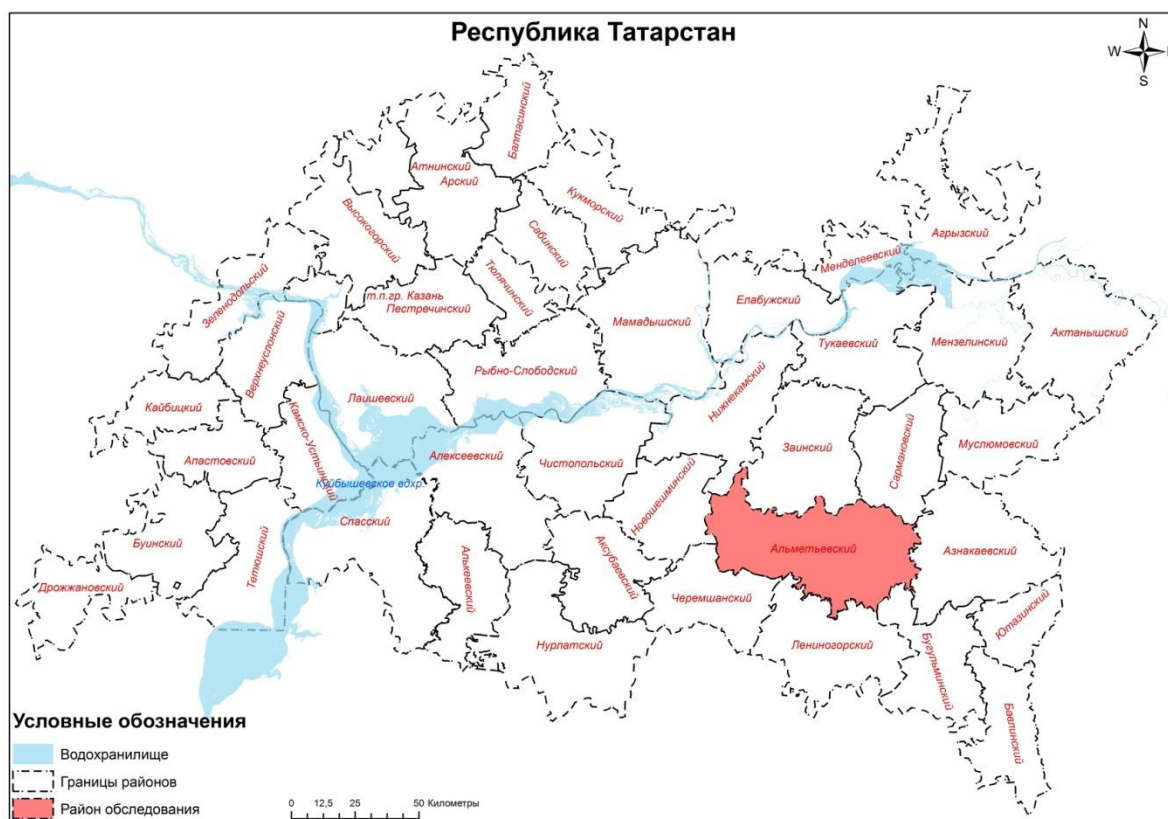 Республика Татарстан
N
W
E
S
Балтасинский
Атнинский
Арский
Кукморский
Высокогорский
Сабинский
Агрызский
Менделеевский
Тюлячинский
Зеленодольский
т.п.гр. Казань
Пестречинский
Елабужский
Мамадышский
Тукаевский
Мензелинский
Актанышский
Верхнеуслонский
Рыбно-Слободский
Нижнекамский
Лаишевский
Кайбицкий
Камско-Устьинский
Заинский
Сармановский
Муслюмовский
Апастовский
Алексеевский
Чистопольский
Куйбышевское вдхр.
Новошешминский
Спасский
Буинский
Тетюшский
Альметьевский
Азнакаевский
Алькеевский
Аксубаевский
Дрожжановский
Черемшанский
Ютазинский
Нурлатский
Лениногорский
Бугульминский
Бавлинский
Условные обозначения
Водохранилище
Границы районов
Район обследования
0 12,5 25 50 Километры